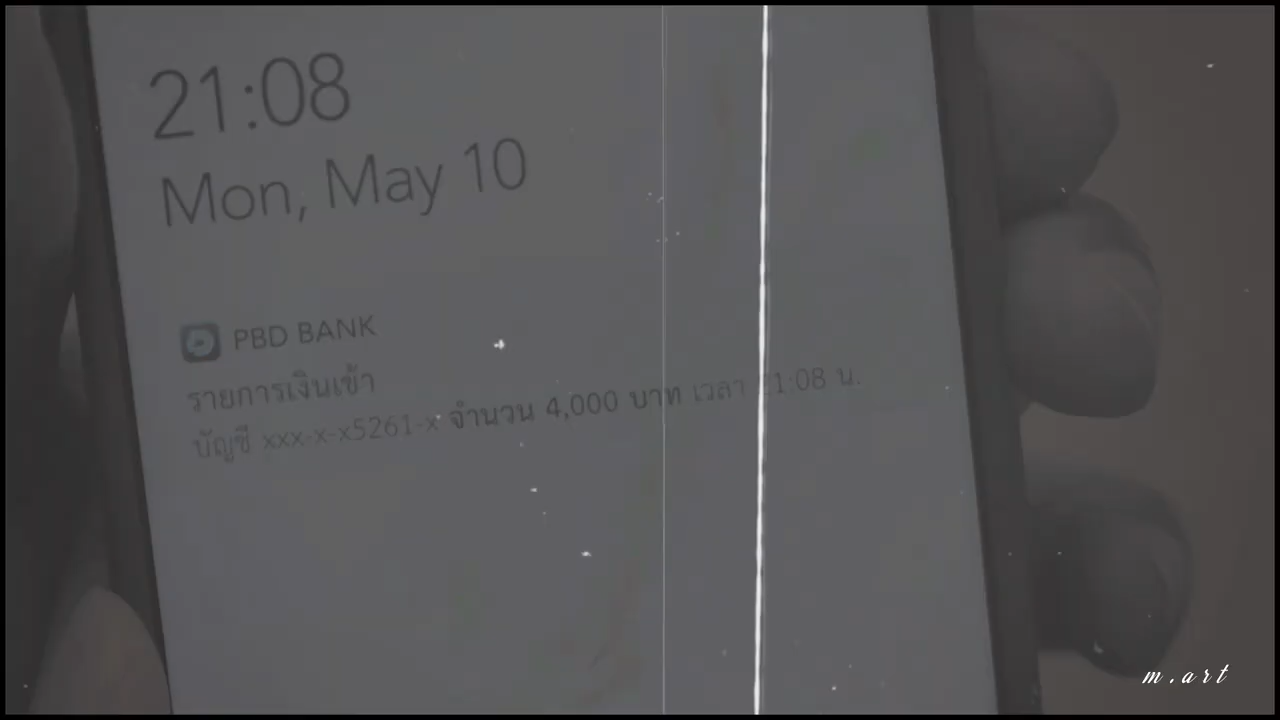 21:08
Mon, May 10
PBD BANK
รายการเงินเข้า
บัญชี xxx-x-x5261-x จำนวน 4,000 บาท เวลา 21:08 น.
m.art